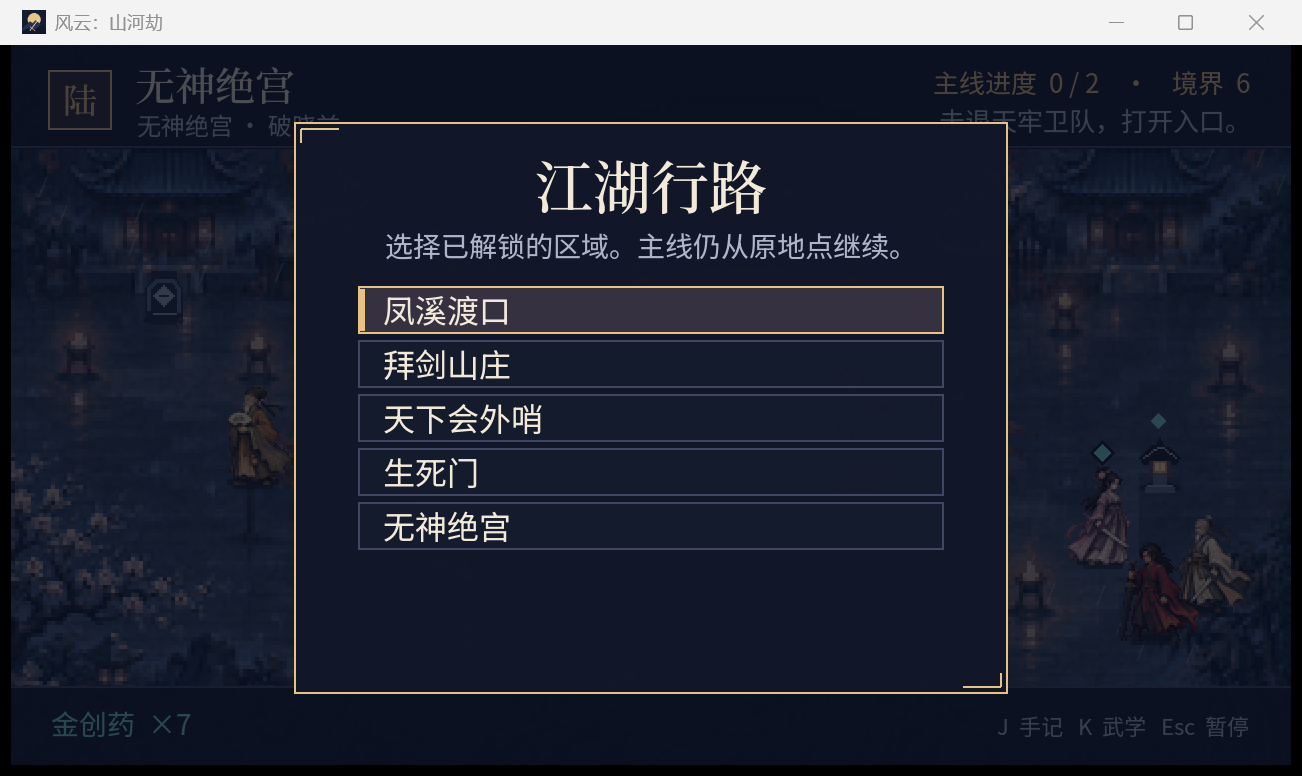 风云：山河劫
陆
无神绝宫
无神绝宫 · 破晓前
主线进度 0 / 2 · 境界 6
击退天牢卫队，打开入口。
江湖行路
选择已解锁的区域。主线仍从原地点继续。
凤溪渡口
拜剑山庄
天下会外哨
生死门
无神绝宫
金创药 ×7
J 手记 K 武学 Esc 暂停